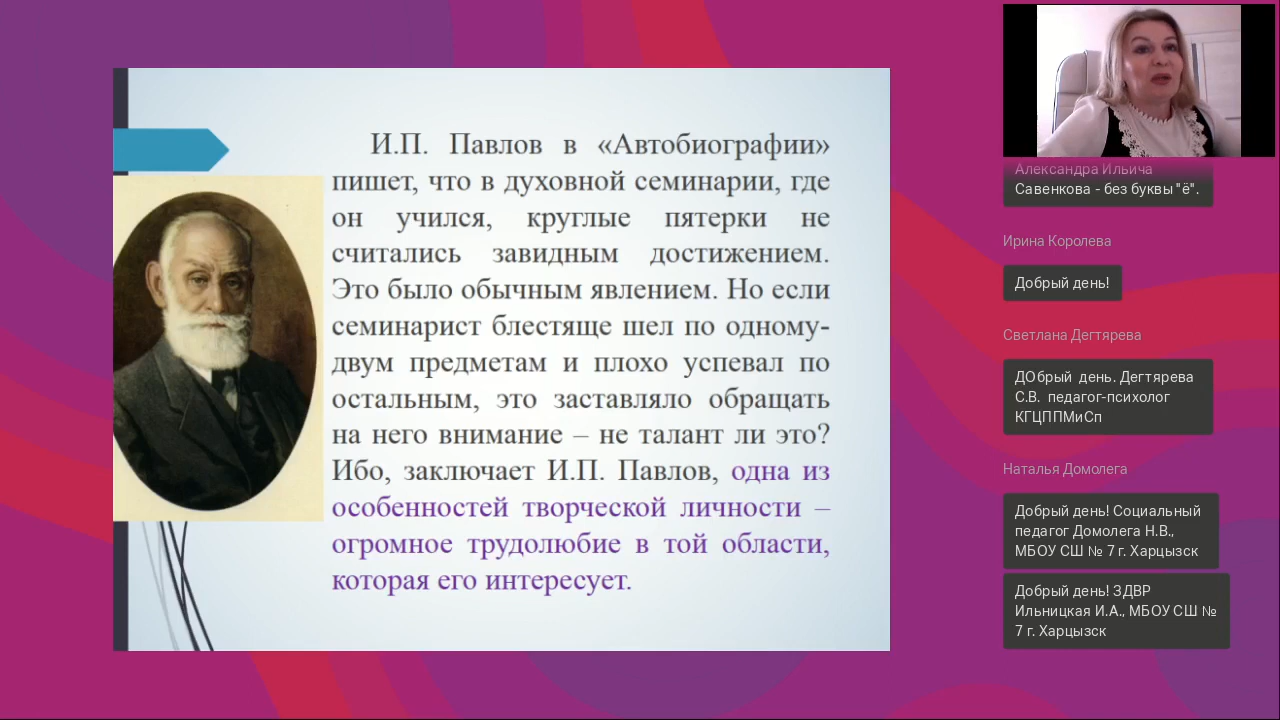 И.П. Павлов в «Автобиографии»
пишет, что в духовной семинарии, где
он учился, круглые пятерки не
считались завидным достижением.
Это было обычным явлением. Но если
семинарист блестяще шел по одному-
двум предметам и плохо успевал по
остальным, это заставляло обращать
на него внимание – не талант ли это?
Ибо, заключает И.П. Павлов, одна из
особенностей творческой личности –
огромное трудолюбие в той области,
которая его интересует.
Александра Ильича
Савенкова - без буквы "ё".
Ирина Королева
Добрый день!
Светлана Дегтярева
ДОбрый день. Дегтярева
С.В. педагог-психолог
КГЦППМиСп
Наталья Домолега
Добрый день! Социальный
педагог Домолега Н.В.,
МБОУ СШ № 7 г. Харцызск
Добрый день! ЗДВР
Ильницкая И.А., МБОУ СШ №
7 г. Харцызск